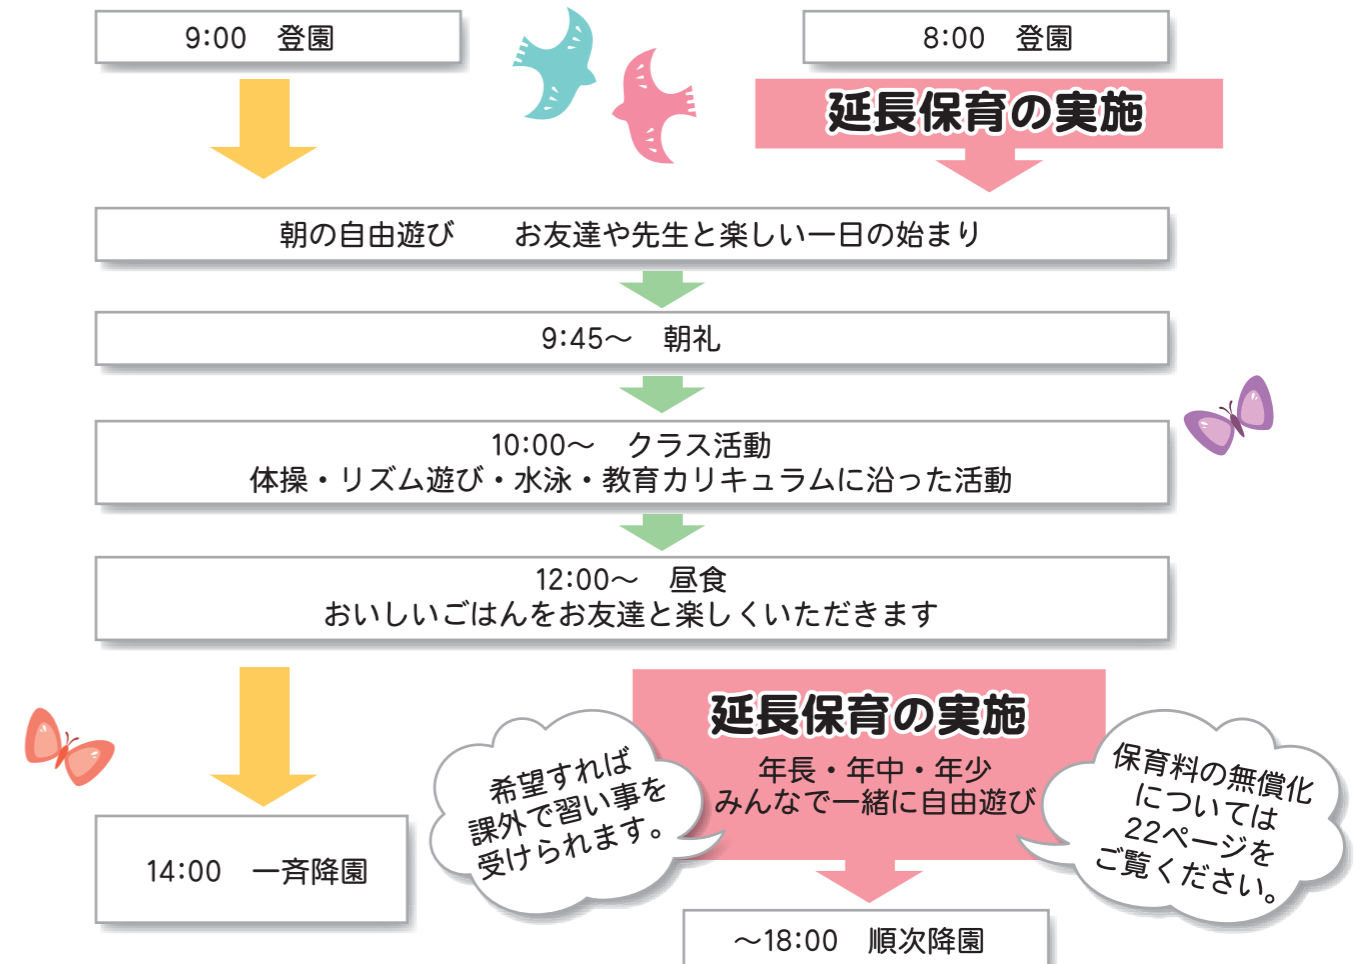 9:00　登園
8:00　登園
延長保育の実施
朝の自由遊び　　お友達や先生と楽しい一日の始まり
9:45～　朝礼
10:00～　クラス活動
体操・リズム遊び・水泳・教育カリキュラムに沿った活動
12:00～　昼食
おいしいごはんをお友達と楽しくいただきます
延長保育の実施
年長・年中・年少
みんなで一緒に自由遊び
希望すれば
課外で習い事を
受けられます。
保育料の無償化
については
22ページを
ご覧ください。
14:00　一斉降園
～18:00　順次降園